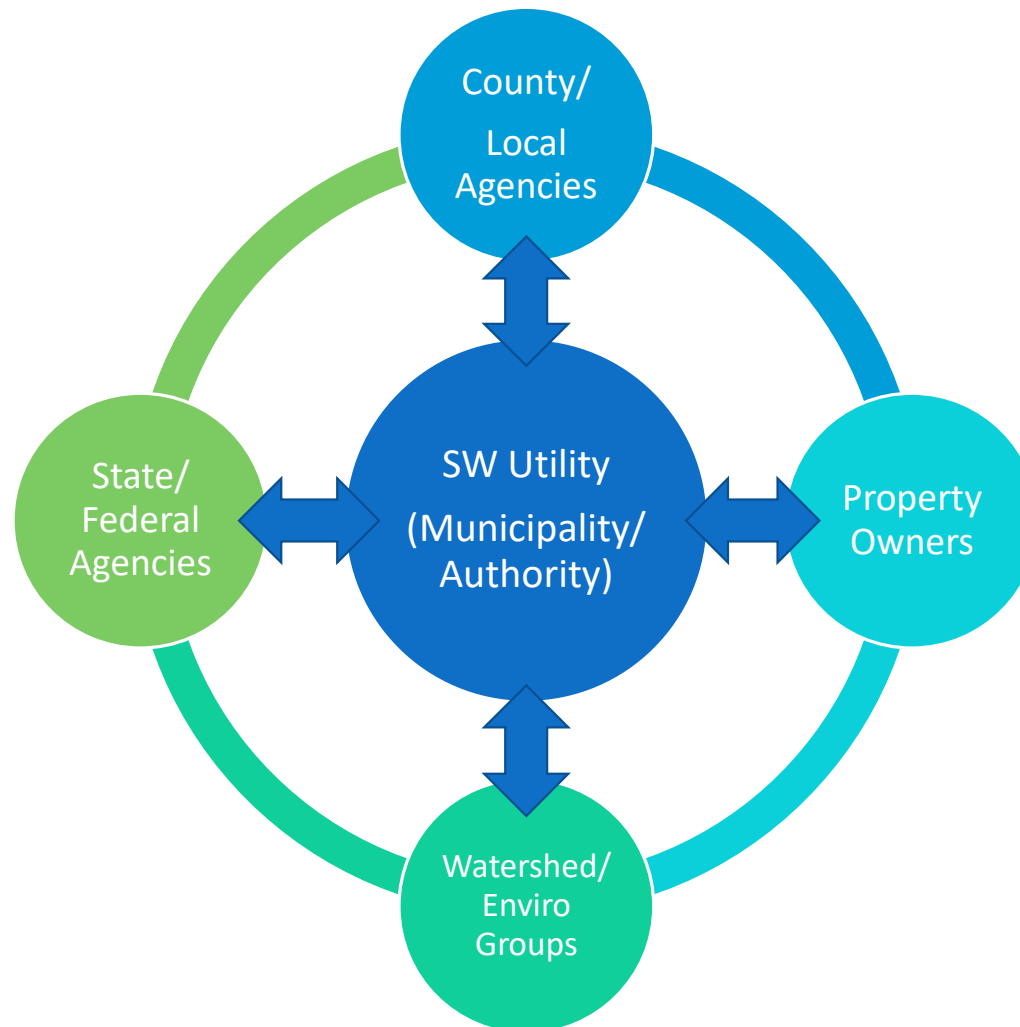 County/
Local
Agencies
State/
Federal
Agencies
SW Utility
(Municipality/
Authority)
Property
Owners
Watershed/
Enviro
Groups